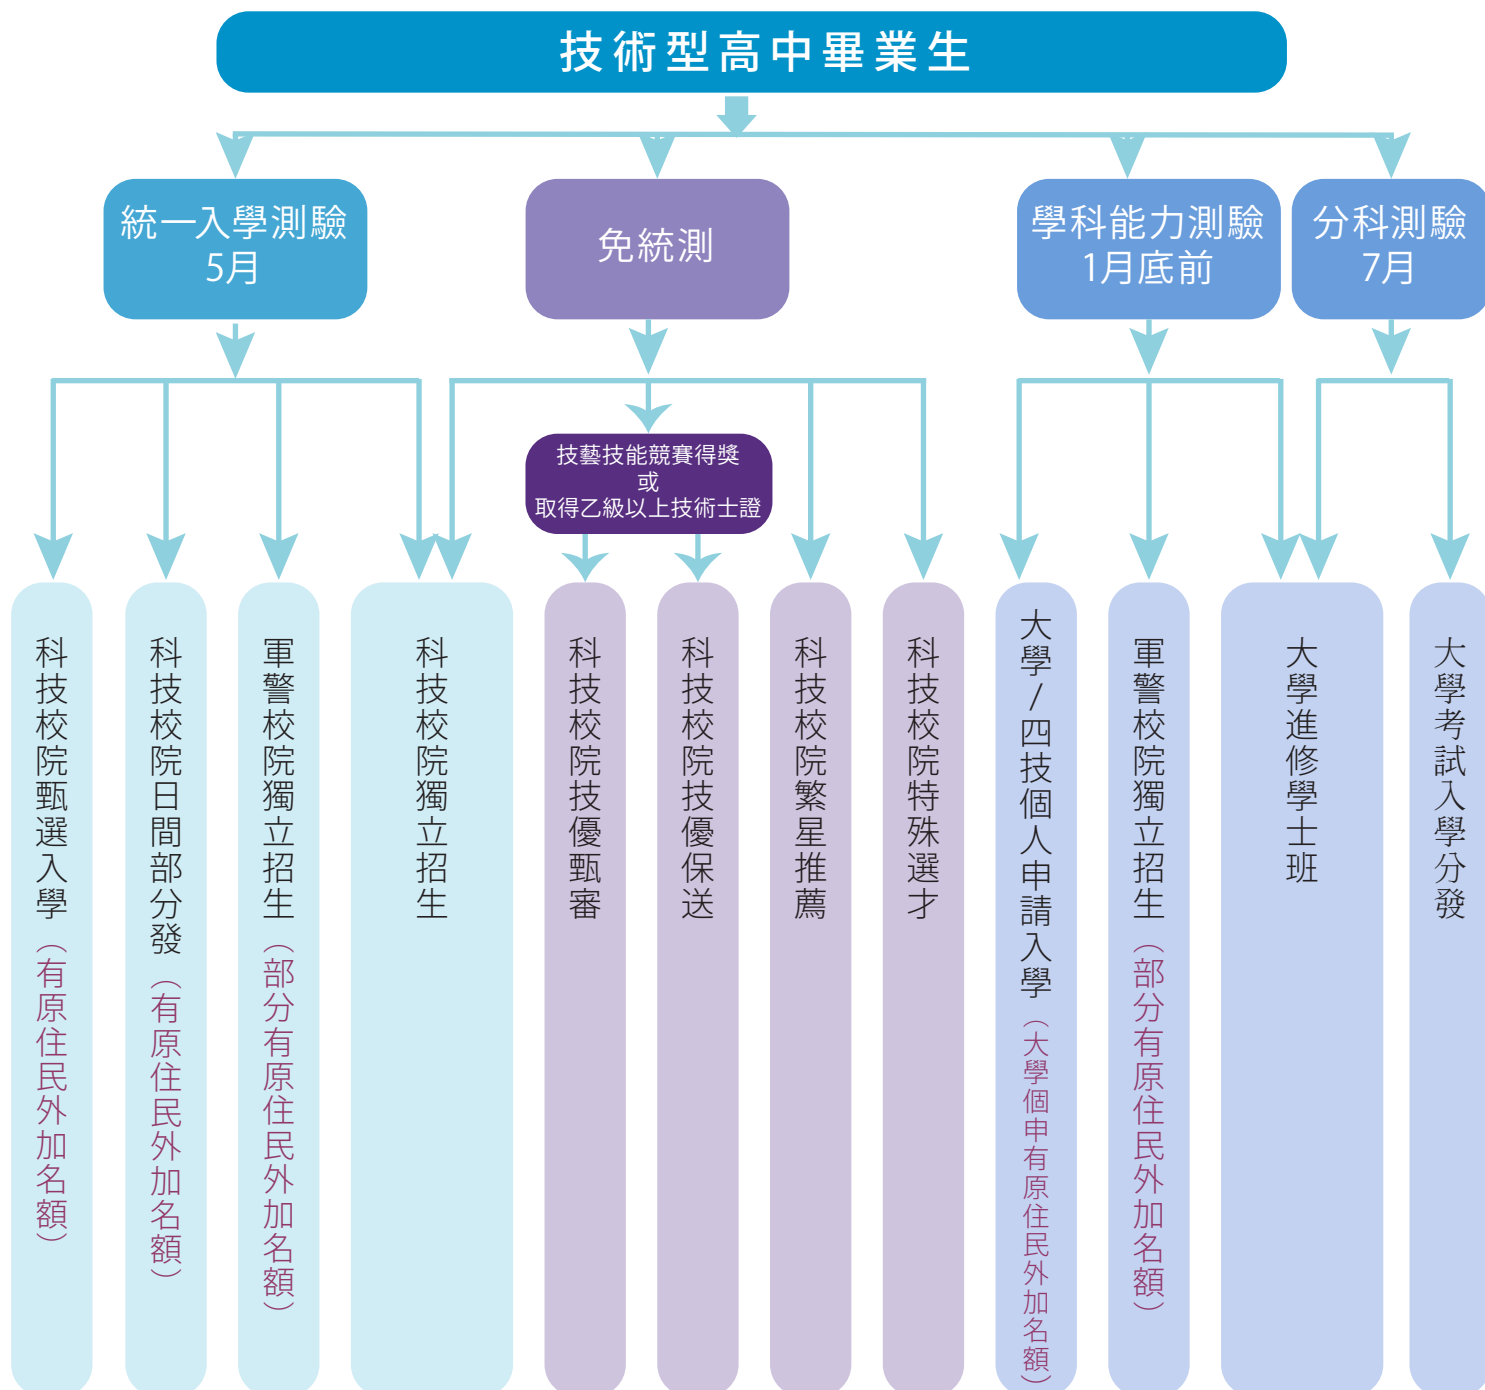 技術型高中畢業生
統一入學測驗
5月
免統測
學科能力測驗
1月底前
分科測驗
7月
技藝技能競賽得獎
或
取得乙級以上技術士證
科技校院甄選入學（有原住民外加名額）
科技校院日間部分發（有原住民外加名額）
軍警校院獨立招生（部分有原住民外加名額）
科技校院獨立招生
科技校院技優甄審
科技校院技優保送
科技校院繁星推薦
科技校院特殊選才
大學/四技個人申請入學（大學個申有原住民外加名額）
軍警校院獨立招生（部分有原住民外加名額）
大學進修學士班
大學考試入學分發